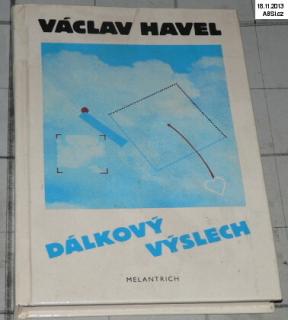 18.11.2013
ABSi.cz
VÁCLAV HAVEL
DÁLKOVÝ
VÝSLECH
MELANTRICH